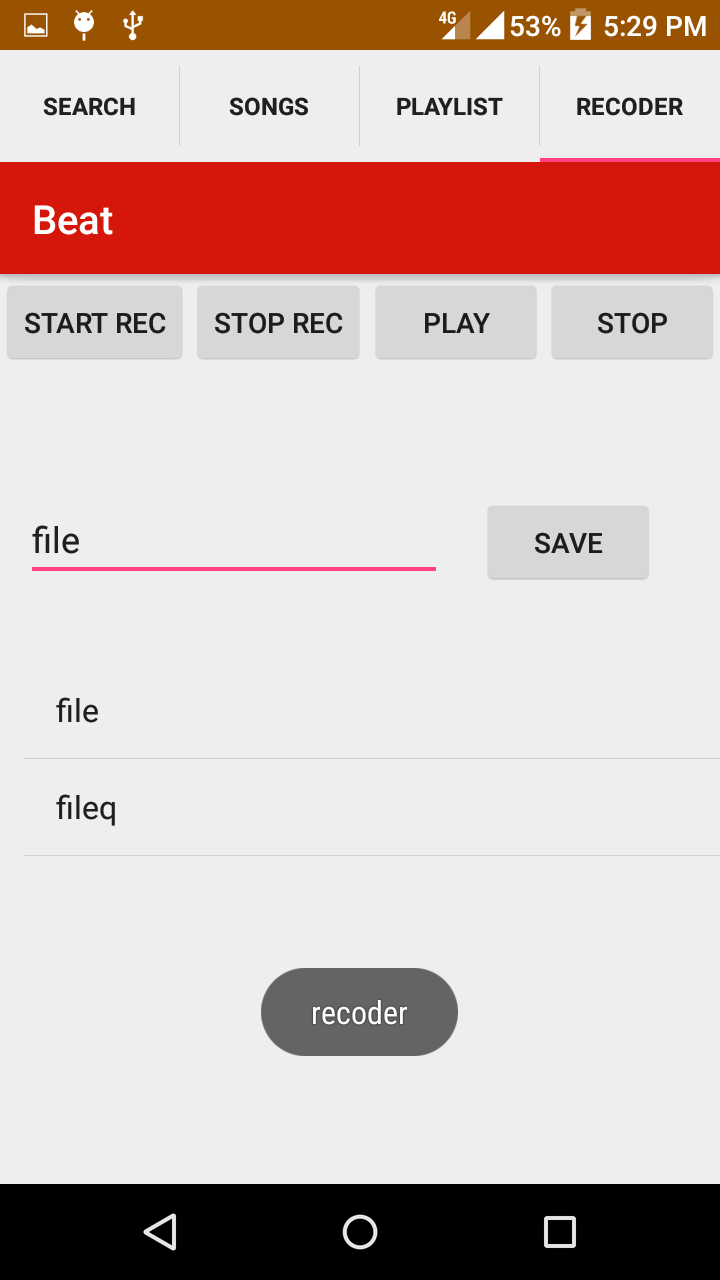 4G 53% 5:29 PM
SEARCH SONGS PLAYLIST RECODER
Beat
START REC STOP REC PLAY STOP
file SAVE
file
fileq
recoder